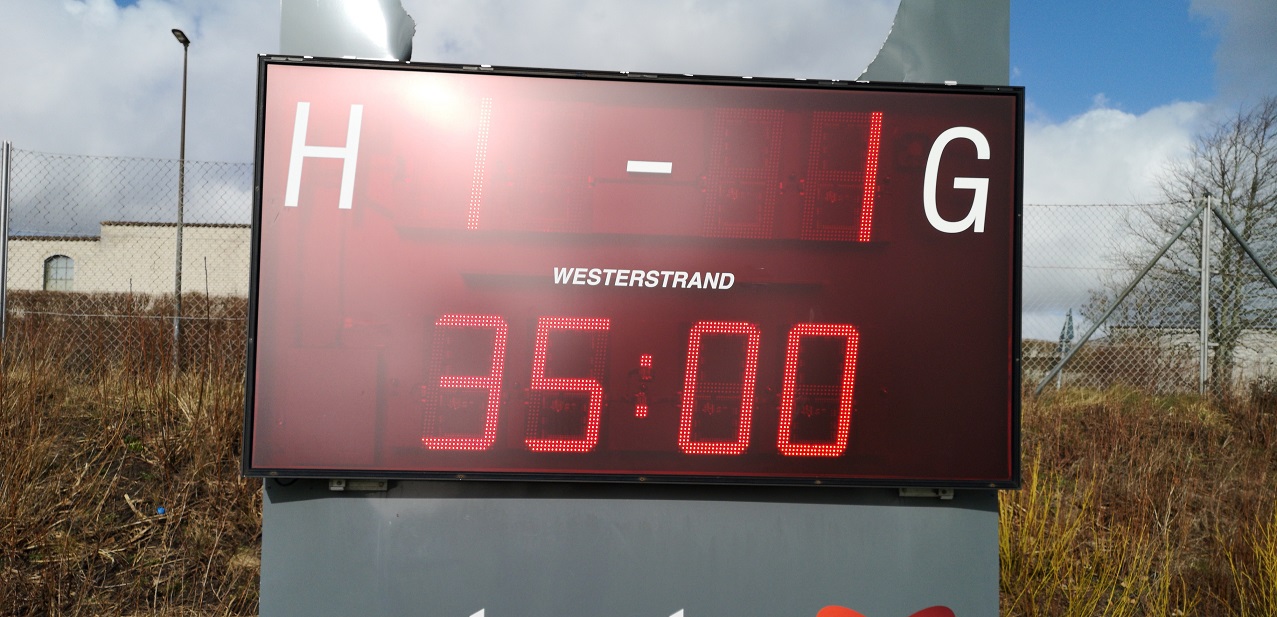 H 1 - 1 G
WESTERSTRAND
35:00